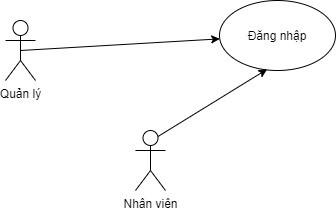 Đăng nhập
Quản lý
Nhân viên